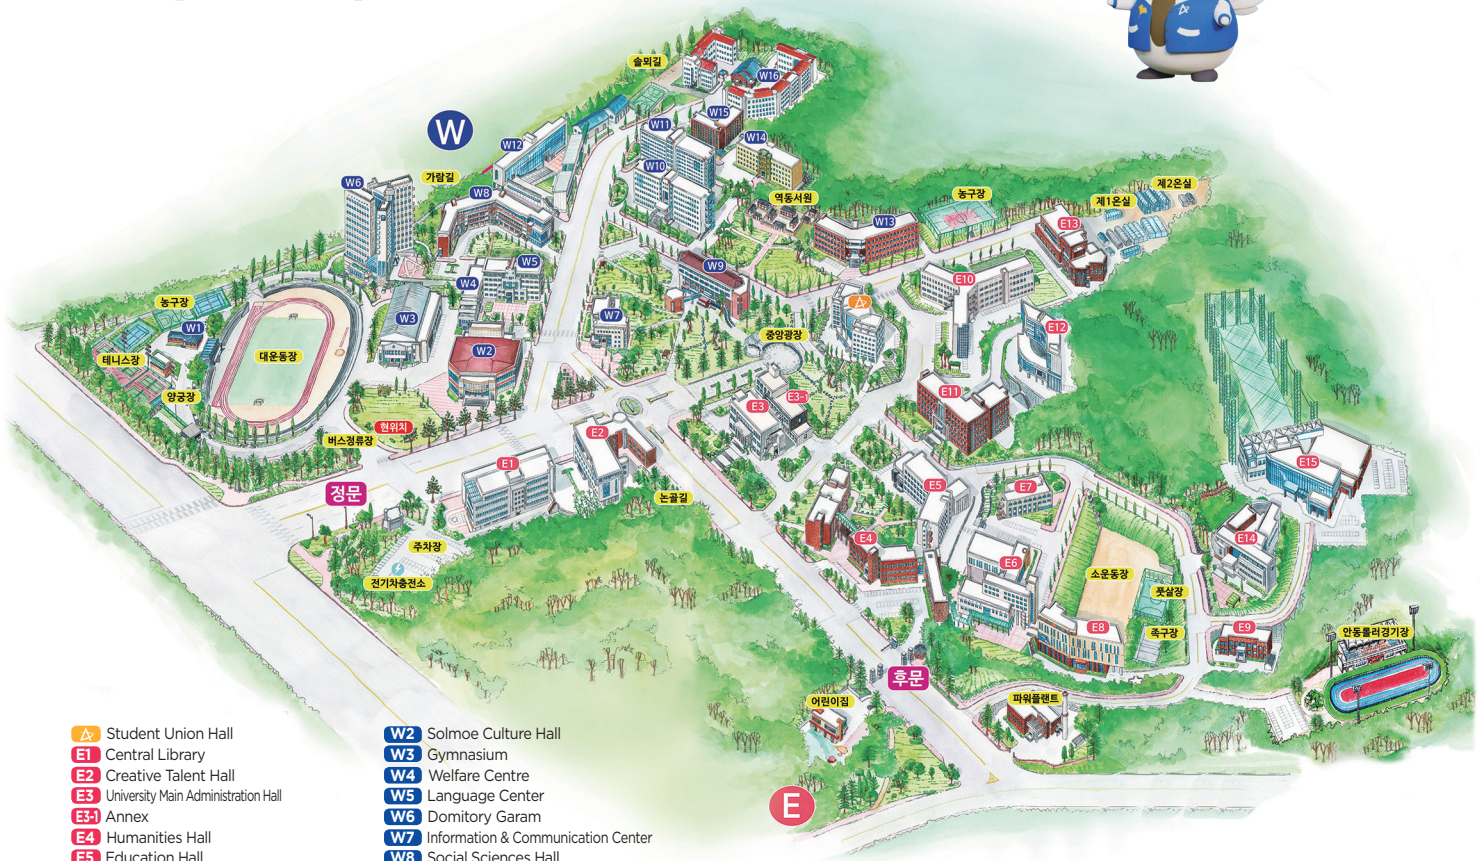 솔뫼길
W16
W
W15
W11
W12
W14
W10
가람길
W6
W8
역동서원
농구장
제2온실
제1온실
W13
E13
W5
W9
W4
E10
농구장
W1
W3
W7
E12
중앙광장
테니스장
대운동장
W2
양궁장
E11
E3-1
E3
현위치
버스정류장
E2
E1
E15
정문
논골길
E5
E7
주차장
E4
E14
전기차충전소
E6
소운동장
풋살장
E8
족구장
E9
안동롤러경기장
후문
어린이집
파워플랜트
E
Student Union Hall
E1 Central Library
E2 Creative Talent Hall
E3 University Main Administration Hall
E3-1 Annex
E4 Humanities Hall
E5 Education Hall
W2 Solmoe Culture Hall
W3 Gymnasium
W4 Welfare Centre
W5 Language Center
W6 Domitory Garam
W7 Information & Communication Center
W8 Social Sciences Hall